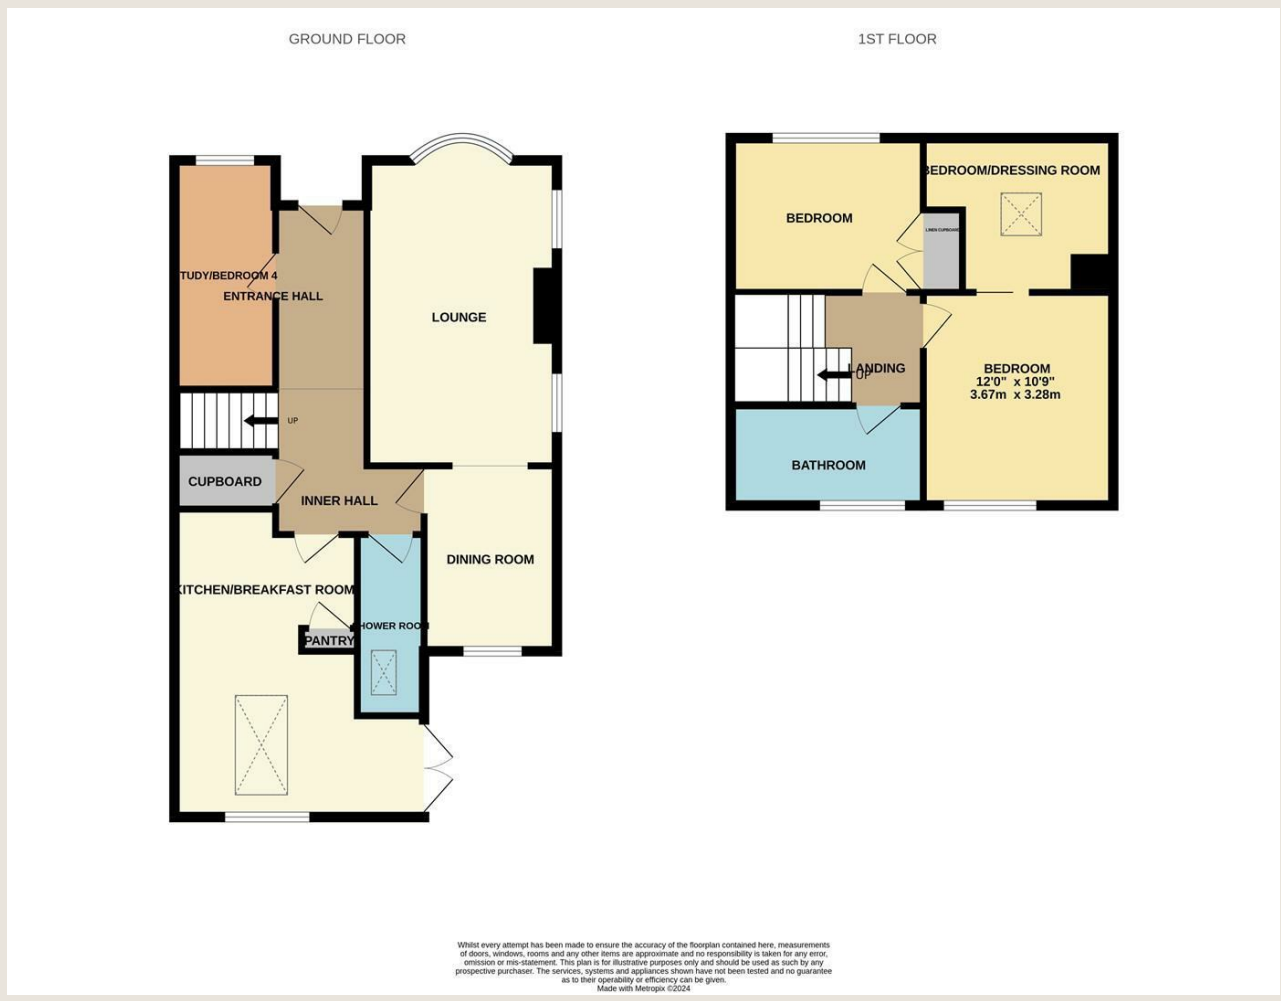 GROUND FLOOR
1ST FLOOR
TUDY/BEDROOM 4
ENTRANCE HALL
LOUNGE
UP
CUPBOARD
INNER HALL
DINING ROOM
KITCHEN/BREAKFAST ROOM
SHOWER ROOM
PANTRY
BEDROOM
BEDROOM/DRESSING ROOM
LINEN CUPBOARD
LANDING
UP
BEDROOM
12'0" x 10'9"
3.67m x 3.28m
BATHROOM
Whilst every attempt has been made to ensure the accuracy of the floorplan contained here, measurements
of doors, windows, rooms and any other items are approximate and no responsibility is taken for any error,
omission or mis-statement. This plan is for illustrative purposes only and should be used as such by any
prospective purchaser. The services, systems and appliances shown have not been tested and no guarantee
as to their operability or efficiency can be given.
Made with Metropix ©2024